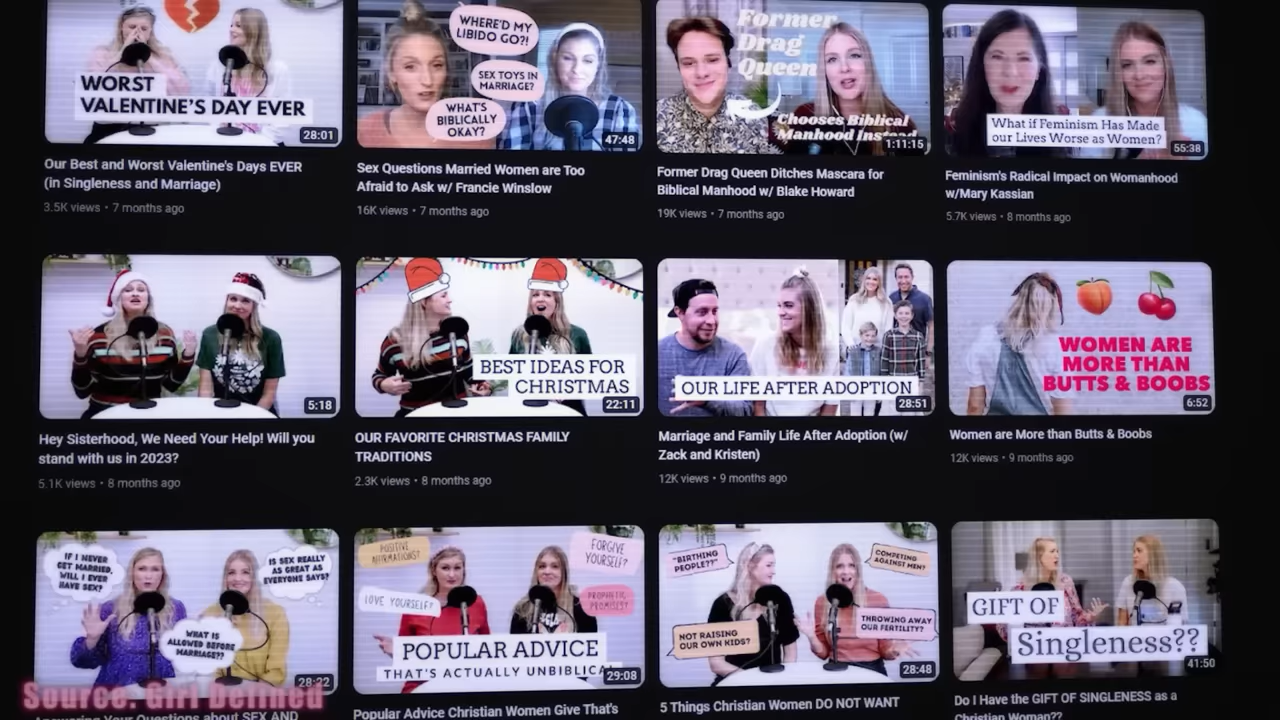 WORST
VALENTINE'S DAY EVER
28:01
Our Best and Worst Valentine's Days EVER
(in Singleness and Marriage)
3.5K views • 7 months ago
WHERE'D MY
LIBIDO GO?!
SEX TOYS IN
MARRIAGE?
WHAT'S
BIBLICALLY
OKAY?
47:48
Sex Questions Married Women are Too
Afraid to Ask w/ Francie Winslow
16K views • 7 months ago
Former
Drag
Queen
Chooses Biblical
Manhood Instead
1:11:15
Former Drag Queen Ditches Mascara for
Biblical Manhood w/ Blake Howard
19K views • 7 months ago
What if Feminism Has Made
our Lives Worse as Women?
55:38
Feminism's Radical Impact on Womanhood
w/Mary Kassian
5.7K views • 8 months ago
5:18
Hey Sisterhood, We Need Your Help! Will you
stand with us in 2023?
5.1K views • 8 months ago
BEST IDEAS FOR
CHRISTMAS
22:11
OUR FAVORITE CHRISTMAS FAMILY
TRADITIONS
2.3K views • 8 months ago
OUR LIFE AFTER ADOPTION
28:51
Marriage and Family Life After Adoption (w/
Zack and Kristen)
12K views • 9 months ago
WOMEN ARE
MORE THAN
BUTTS & BOOBS
6:52
Women are More than Butts & Boobs
12K views • 9 months ago
IF I NEVER
GET MARRIED,
WILL I EVER
HAVE SEX?
IS SEX REALLY
AS GREAT AS
EVERYONE SAYS?
WHAT IS
ALLOWED BEFORE
MARRIAGE??
28:22
Answering Your Questions about SEX AND
POSITIVE
AFFIRMATIONS?
FORGIVE
YOURSELF?
LOVE YOURSELF?
PROPHETIC
PROMISES?
POPULAR ADVICE
THAT'S ACTUALLY UNBIBLICAL
29:08
Popular Advice Christian Women Give That's
"BIRTHING
PEOPLE??"
COMPETING
AGAINST MEN?
NOT RAISING
OUR OWN KIDS?
THROWING AWAY
OUR FERTILITY?
28:48
5 Things Christian Women DO NOT WANT
GIFT OF
Singleness??
41:50
Do I Have the GIFT OF SINGLENESS as a
Christian Woman??
Source: Girl Defined